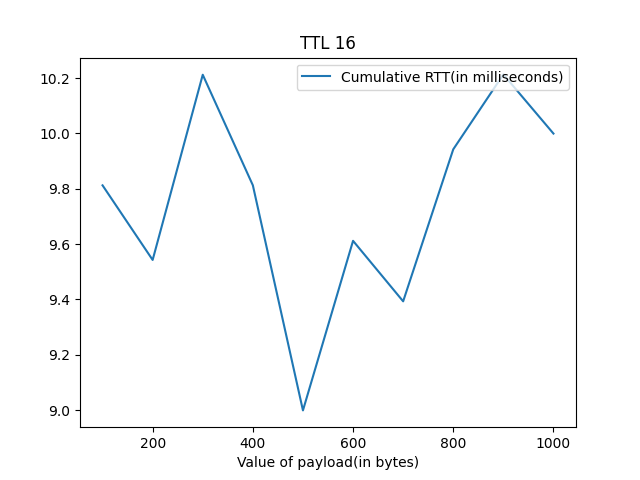 TTL 16
Cumulative RTT(in milliseconds)
10.2
10.0
9.8
9.6
9.4
9.2
9.0
200 400 600 800 1000
Value of payload(in bytes)